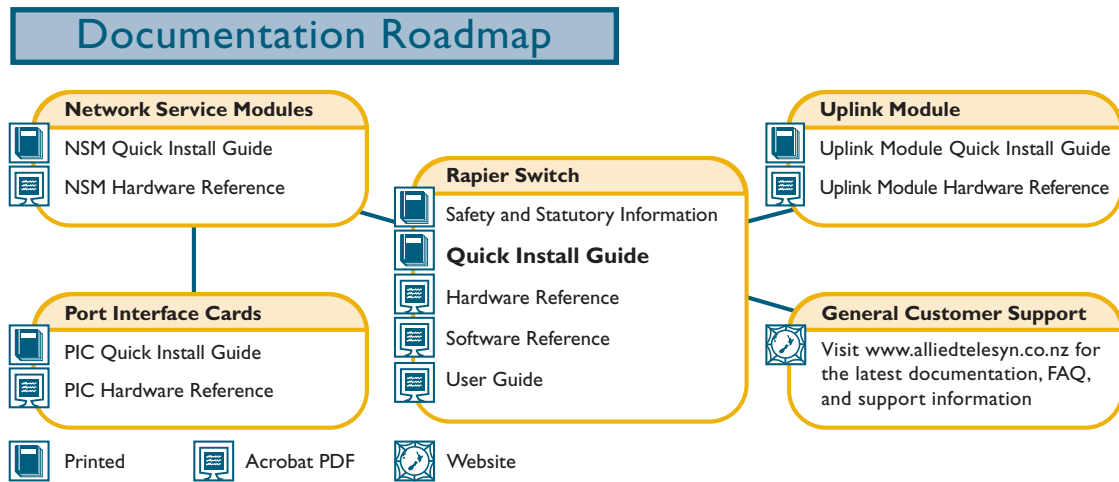 Documentation Roadmap
Network Service Modules
NSM Quick Install Guide
NSM Hardware Reference
Port Interface Cards
PIC Quick Install Guide
PIC Hardware Reference
Rapier Switch
Safety and Statutory Information
Quick Install Guide
Hardware Reference
Software Reference
User Guide
Uplink Module
Uplink Module Quick Install Guide
Uplink Module Hardware Reference
General Customer Support
Visit www.alliedtelesyn.co.nz for
the latest documentation, FAQ,
and support information
Printed
Acrobat PDF
Website